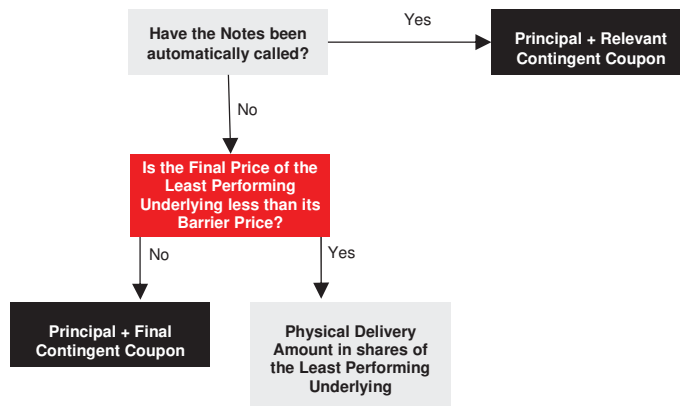 Have the Notes been
automatically called?
Yes
Principal + Relevant
Contingent Coupon
No
Is the Final Price of the
Least Performing
Underlying less than its
Barrier Price?
No
Yes
Principal + Final
Contingent Coupon
Physical Delivery
Amount in shares of
the Least Performing
Underlying